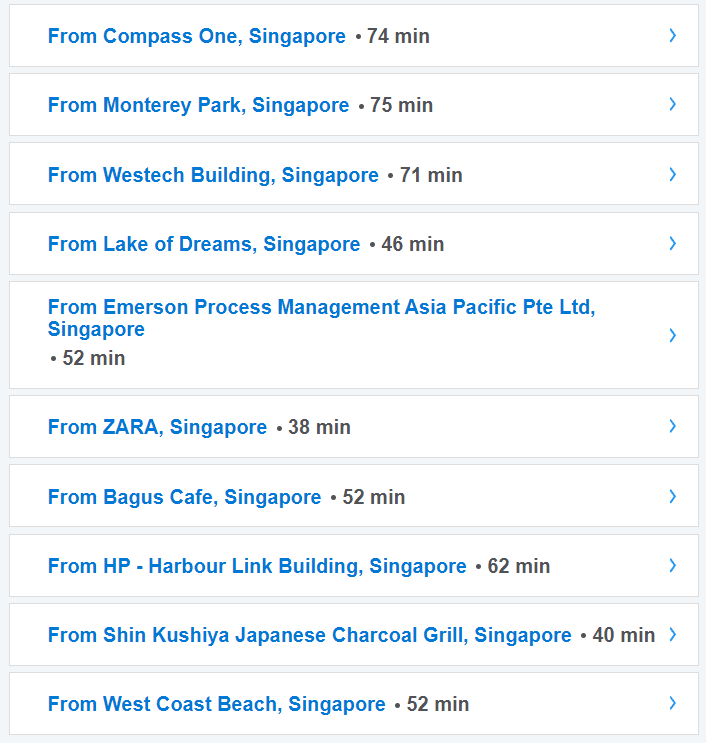 From Compass One, Singapore • 74 min
From Monterey Park, Singapore • 75 min
From Westech Building, Singapore • 71 min
From Lake of Dreams, Singapore • 46 min
From Emerson Process Management Asia Pacific Pte Ltd,
Singapore
• 52 min
From ZARA, Singapore • 38 min
From Bagus Cafe, Singapore • 52 min
From HP - Harbour Link Building, Singapore • 62 min
From Shin Kushiya Japanese Charcoal Grill, Singapore • 40 min
From West Coast Beach, Singapore • 52 min